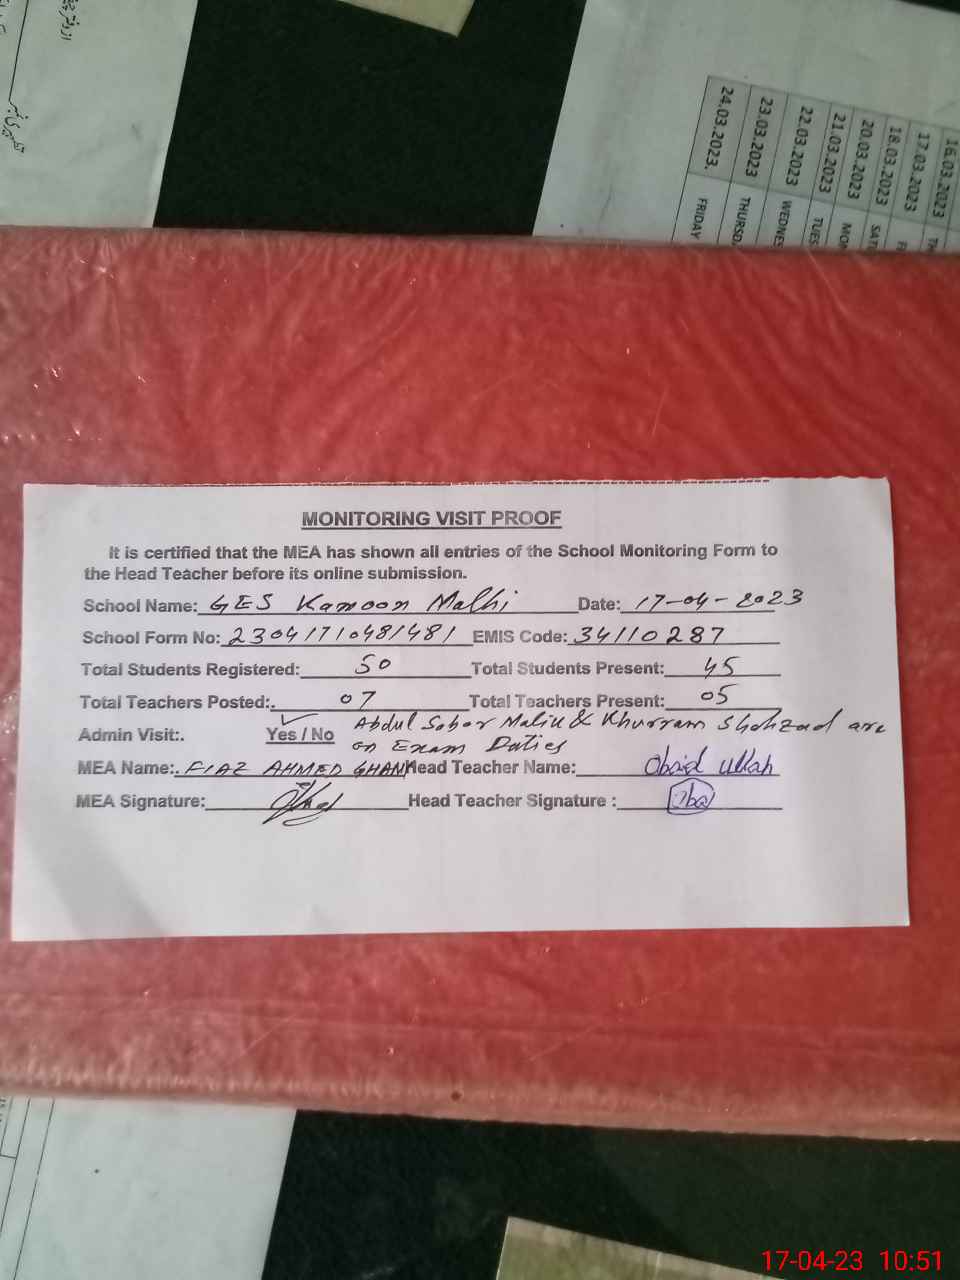 24.03.2023. FRIDAY
23.03.2023
22.03.2023
21.03.2023
20.03.2023
18.03.2023
17.03.2023
16.03.2023
MONITORING VISIT PROOF
It is certified that the MEA has shown all entries of the School Monitoring Form to
the Head Teacher before its online submission.
School Name: GES Kamoon Malhi Date: 17-04-2023
School Form No: 23041710481481 EMIS Code: 34110287
Total Students Registered: 50 Total Students Present: 45
Total Teachers Posted:. 07 Total Teachers Present: 05
Abdul Sabar Malik & Khurram Shahzad are
Admin Visit:. Yes / No on Exam Duties
MEA Name:. FIAZ AHMED GHANI Head Teacher Name: Obaid ullah
MEA Signature: Head Teacher Signature : Oba
17-04-23 10:51